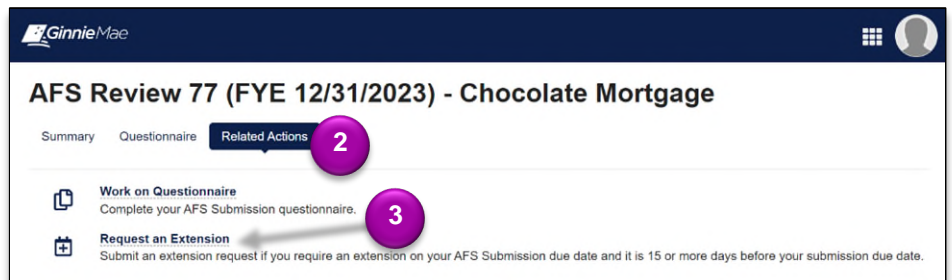 GinnieMae
AFS Review 77 (FYE 12/31/2023) - Chocolate Mortgage
Summary Questionnaire Related Actions 2
Work on Questionnaire
Complete your AFS Submission questionnaire.
3
Request an Extension
Submit an extension request if you require an extension on your AFS Submission due date and it is 15 or more days before your submission due date.